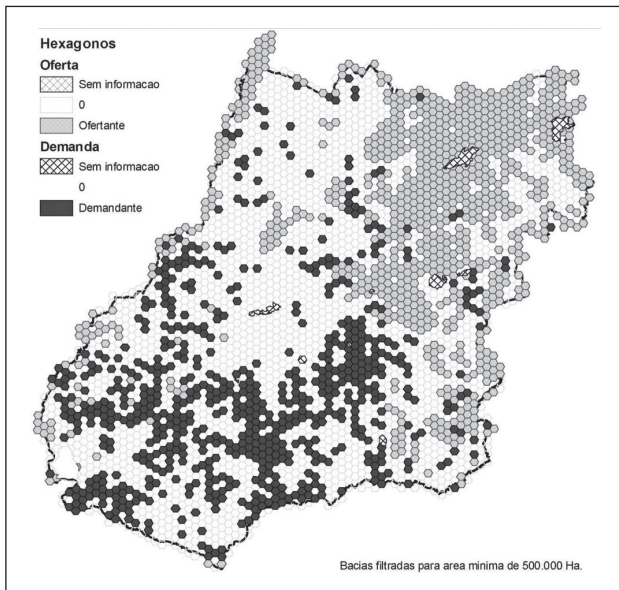 Hexagonos
Oferta
Sem informacao
0
Ofertante
Demanda
Sem informacao
0
Demandante
Bacias filtradas para area minima de 500.000 Ha.